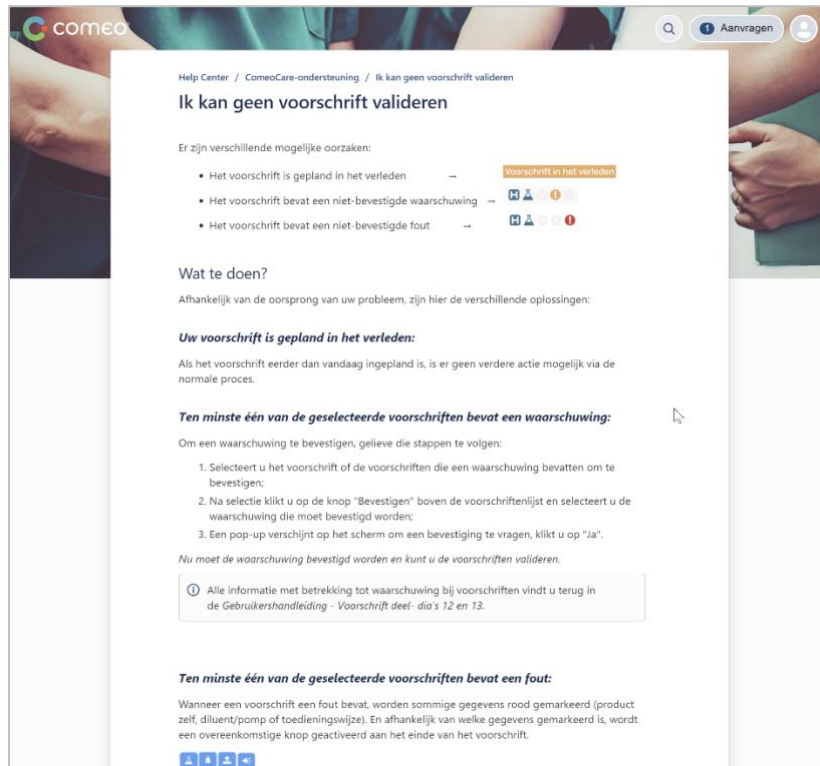 comeo
1 Aanvragen
Help Center / ComeoCare-ondersteuning / Ik kan geen voorschrift valideren
Ik kan geen voorschrift valideren
Er zijn verschillende mogelijke oorzaken:
• Het voorschrift is gepland in het verleden → Voorschrift in het verleden
• Het voorschrift bevat een niet-bevestigde waarschuwing →
• Het voorschrift bevat een niet-bevestigde fout →
Wat te doen?
Afhankelijk van de oorsprong van uw probleem, zijn hier de verschillende oplossingen:
Uw voorschrift is gepland in het verleden:
Als het voorschrift eerder dan vandaag ingepland is, is er geen verdere actie mogelijk via de
normale proces.
Ten minste één van de geselecteerde voorschriften bevat een waarschuwing:
Om een waarschuwing te bevestigen, gelieve die stappen te volgen:
1. Selecteert u het voorschrift of de voorschriften die een waarschuwing bevatten om te
bevestigen;
2. Na selectie klikt u op de knop "Bevestigen" boven de voorschriftenlijst en selecteert u de
waarschuwing die moet bevestigd worden;
3. Een pop-up verschijnt op het scherm om een bevestiging te vragen, klikt u op "Ja".
Nu moet de waarschuwing bevestigd worden en kunt u de voorschriften valideren.
Alle informatie met betrekking tot waarschuwing bij voorschriften vindt u terug in
de Gebruikershandleiding - Voorschrift deel- dia's 12 en 13.
Ten minste één van de geselecteerde voorschriften bevat een fout:
Wanneer een voorschrift een fout bevat, worden sommige gegevens rood gemarkeerd (product
zelf, diluent/pomp of toedieningswijze). En afhankelijk van welke gegevens gemarkeerd is, wordt
een overeenkomstige knop geactiveerd aan het einde van het voorschrift.